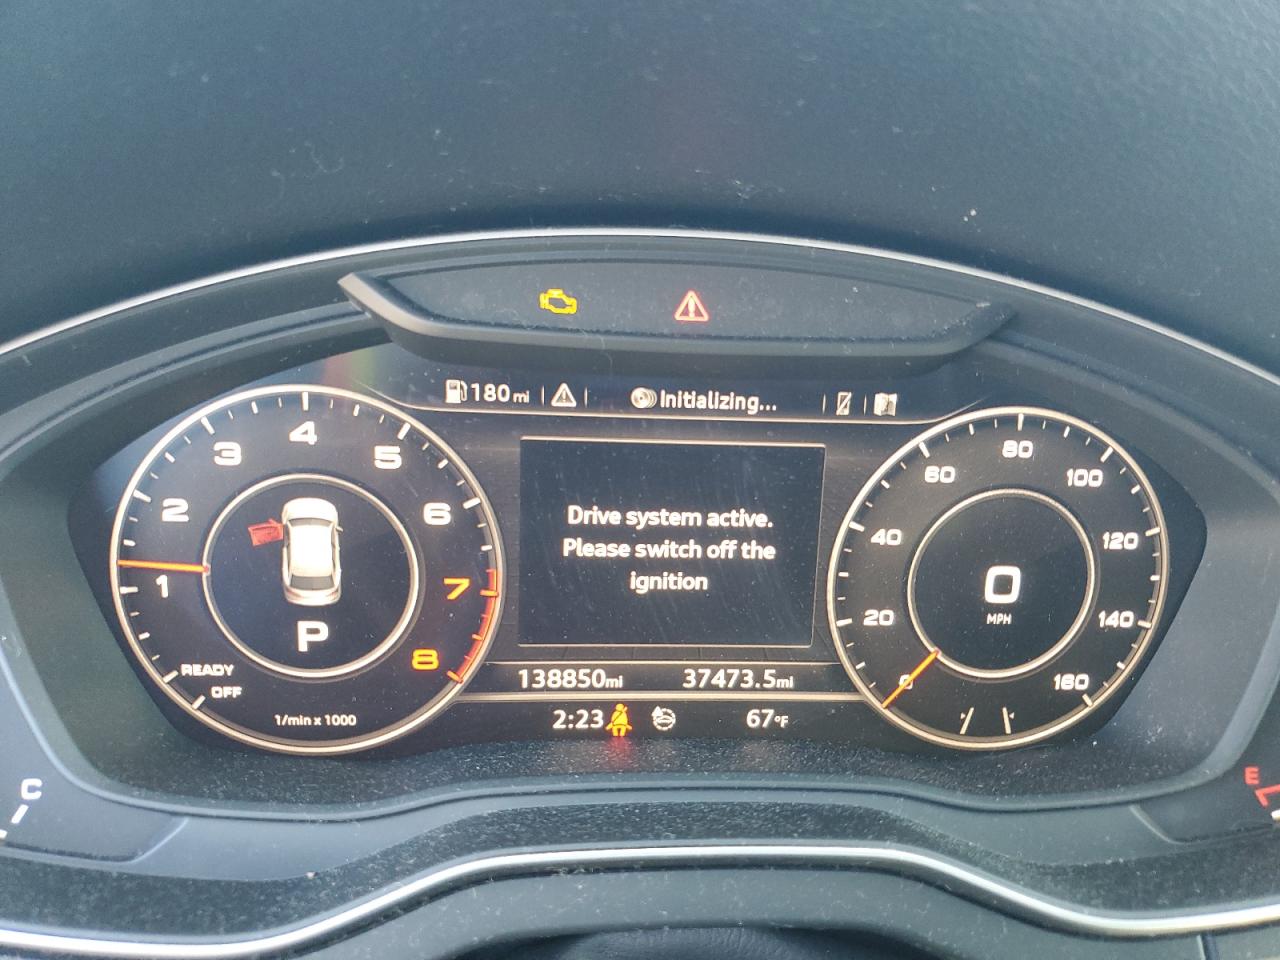 180 mi
Initializing...
1
2
3
4
5
6
7
8
READY
OFF
1/min x 1000
P
Drive system active.
Please switch off the
ignition
138850mi
37473.5mi
2:23
67°F
0
20
40
60
80
100
120
140
160
0
MPH
C
E